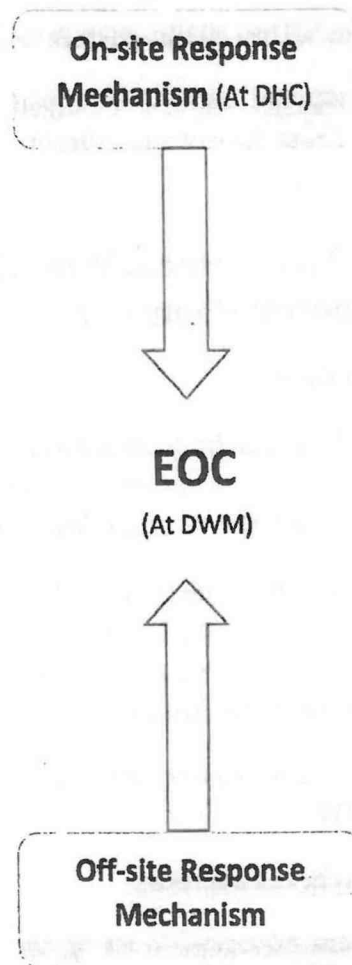 On-site Response
Mechanism (At DHC)
EOC
(At DWM)
Off-site Response
Mechanism